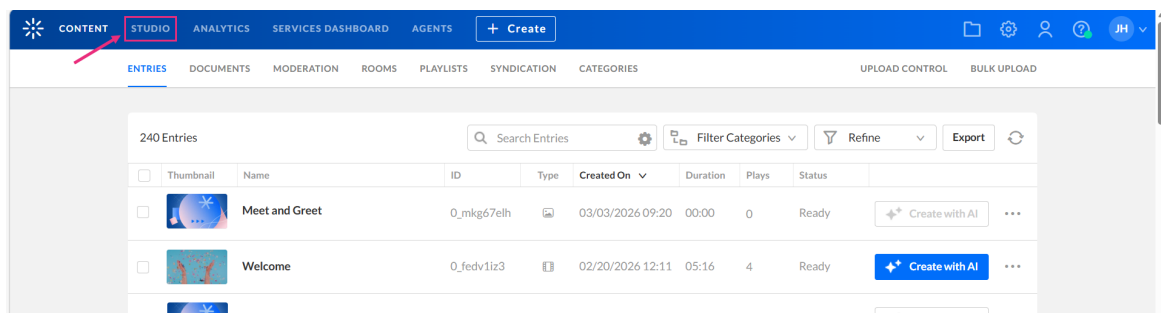 CONTENT STUDIO ANALYTICS SERVICES DASHBOARD AGENTS + Create JH
ENTRIES DOCUMENTS MODERATION ROOMS PLAYLISTS SYNDICATION CATEGORIES UPLOAD CONTROL BULK UPLOAD
240 Entries Search Entries Filter Categories Refine Export
Thumbnail Name ID Type Created On Duration Plays Status
Meet and Greet 0_mkg67elh 03/03/2026 09:20 00:00 0 Ready Create with AI
Welcome 0_fedv1iz3 02/20/2026 12:11 05:16 4 Ready Create with AI